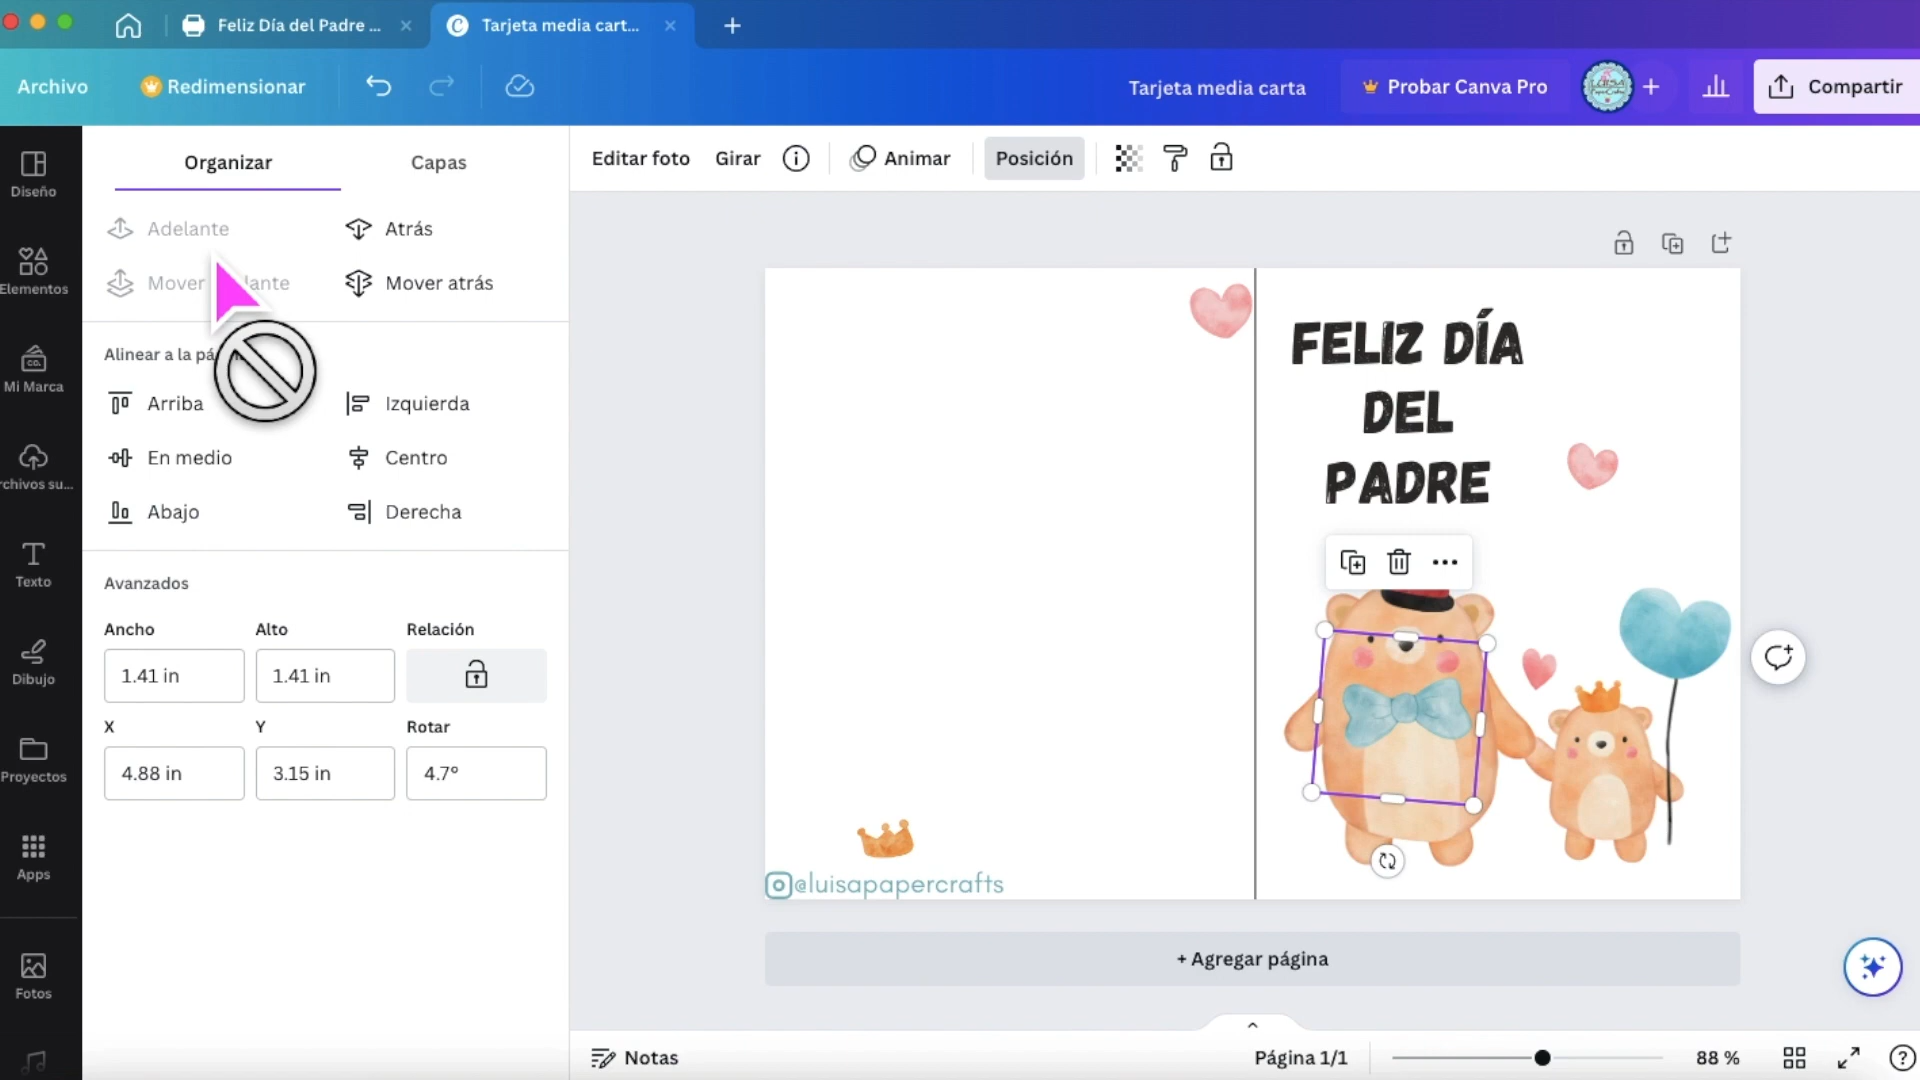 Feliz Día del Padre ...
Tarjeta media cart...
Archivo
Redimensionar
Tarjeta media carta
Probar Canva Pro
Compartir
Diseño
Elementos
Mi Marca
CO.
rchivos su...
Texto
Dibujo
Proyectos
Apps
Fotos
Organizar
Capas
Adelante
Atrás
Mover
Mover atrás
Alinear a la
Arriba
Izquierda
En medio
Centro
Abajo
Derecha
Avanzados
Ancho
Alto
Relación
1.41 in
1.41 in
X
Y
Rotar
4.88 in
3.15 in
4.7°
Editar foto
Girar
Animar
Posición
FELIZ DÍA
DEL
PADRE
@luisapapercrafts
+ Agregar página
Notas
Página 1/1
88 %